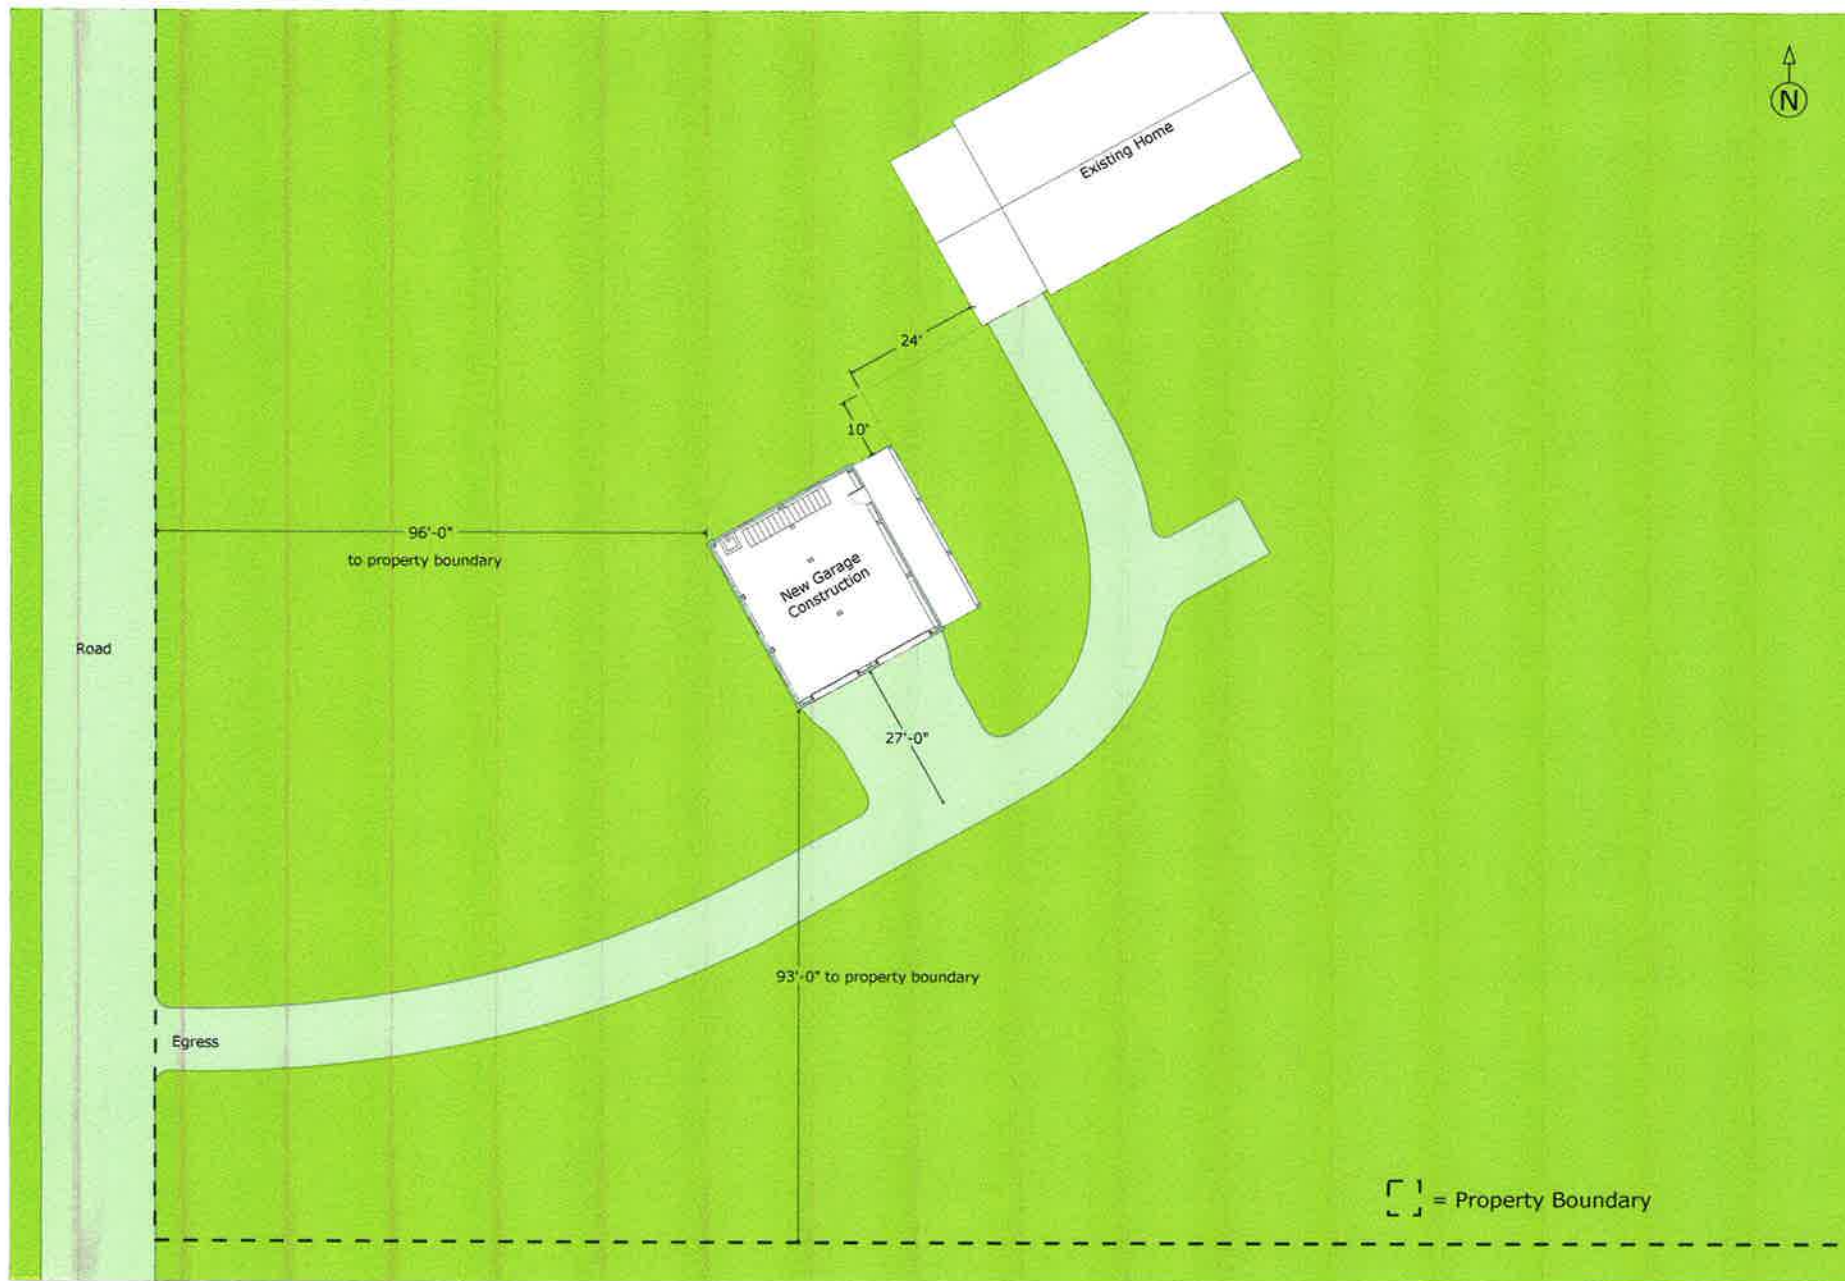 N
Existing Home
24'
10'
96'-0"
to property boundary
New Garage
Construction
Road
27'-0"
93'-0" to property boundary
Egress
= Property Boundary